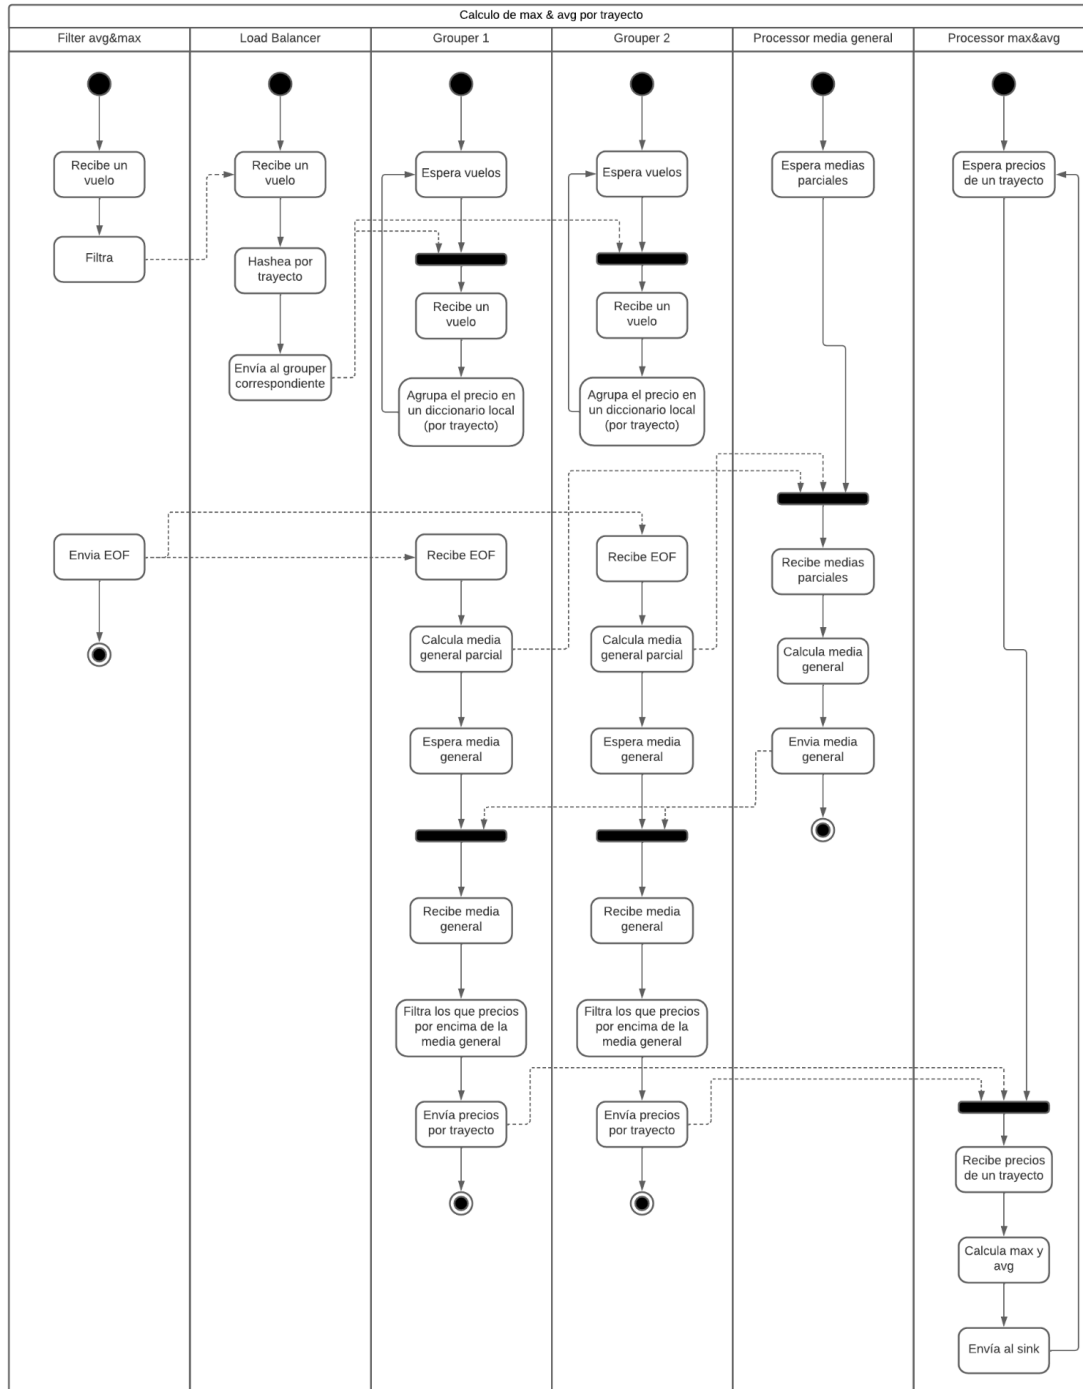 Calculo de max & avg por trayecto
Filter avg&max
Load Balancer
Grouper 1
Grouper 2
Processor media general
Processor max&avg
Recibe un
vuelo
Recibe un
vuelo
Espera vuelos
Espera vuelos
Espera medias
parciales
Espera precios
de un trayecto
Filtra
Hashea por
trayecto
Recibe un
vuelo
Recibe un
vuelo
Envía al grouper
correspondiente
Agrupa el precio en
un diccionario local
(por trayecto)
Agrupa el precio en
un diccionario local
(por trayecto)
Envia EOF
Recibe EOF
Recibe EOF
Recibe medias
parciales
Calcula media
general parcial
Calcula media
general parcial
Calcula media
general
Espera media
general
Espera media
general
Envia media
general
Recibe media
general
Recibe media
general
Filtra los que precios
por encima de la
media general
Filtra los que precios
por encima de la
media general
Envía precios
por trayecto
Envía precios
por trayecto
Recibe precios
de un trayecto
Calcula max y
avg
Envía al sink